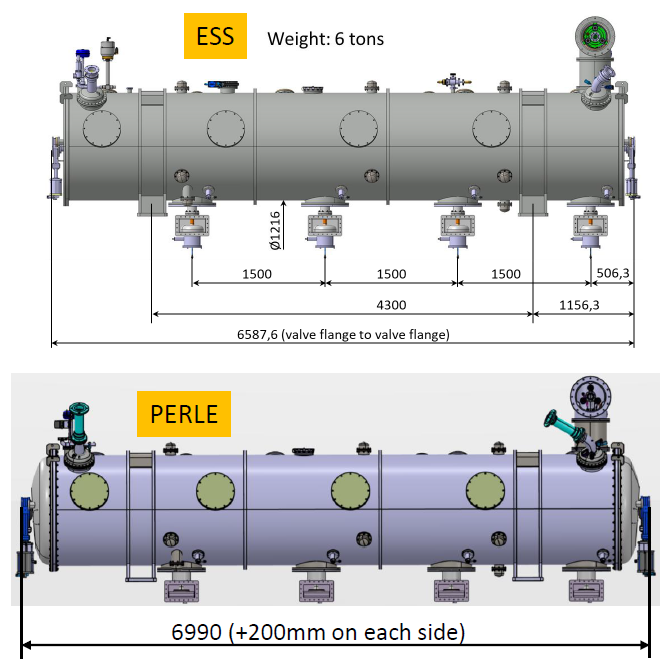 ESS
Weight: 6 tons
Ø1216
1500
1500
1500
506,3
4300
1156,3
6587,6 (valve flange to valve flange)
PERLE
6990 (+200mm on each side)